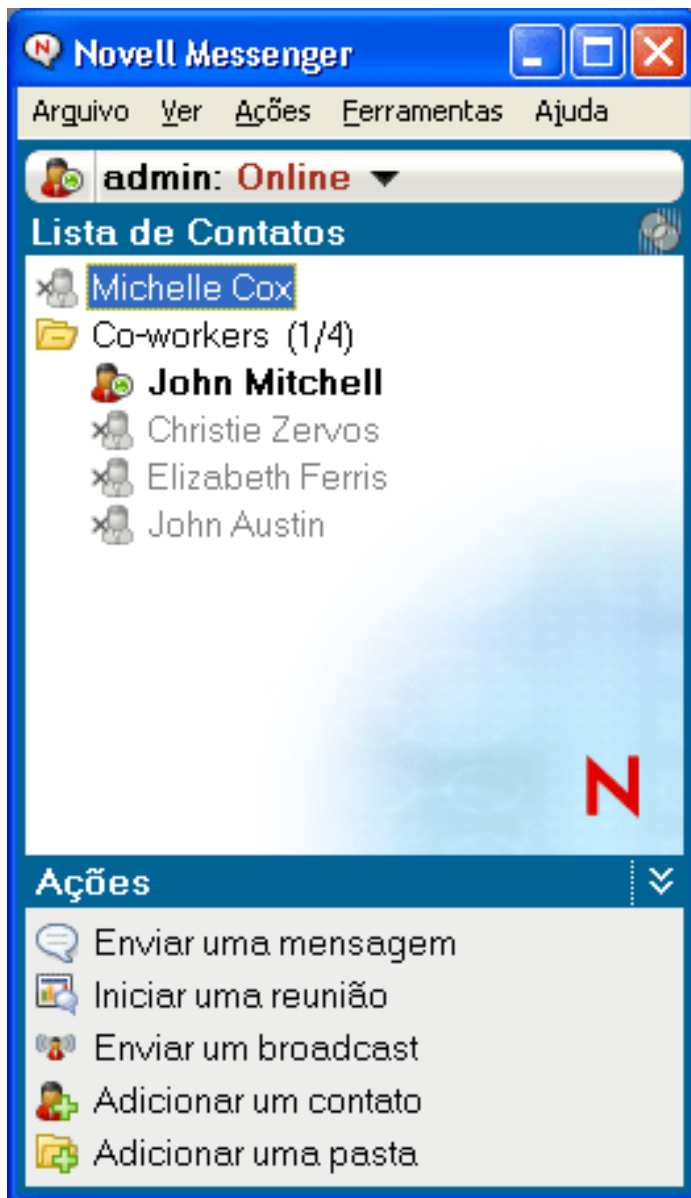 Novell Messenger
Arquivo Ver Ações Ferramentas Ajuda
admin: Online
Lista de Contatos
Michelle Cox
Co-workers (1/4)
John Mitchell
Christie Zervos
Elizabeth Ferris
John Austin
N
Ações
Enviar uma mensagem
Iniciar uma reunião
Enviar um broadcast
Adicionar um contato
Adicionar uma pasta